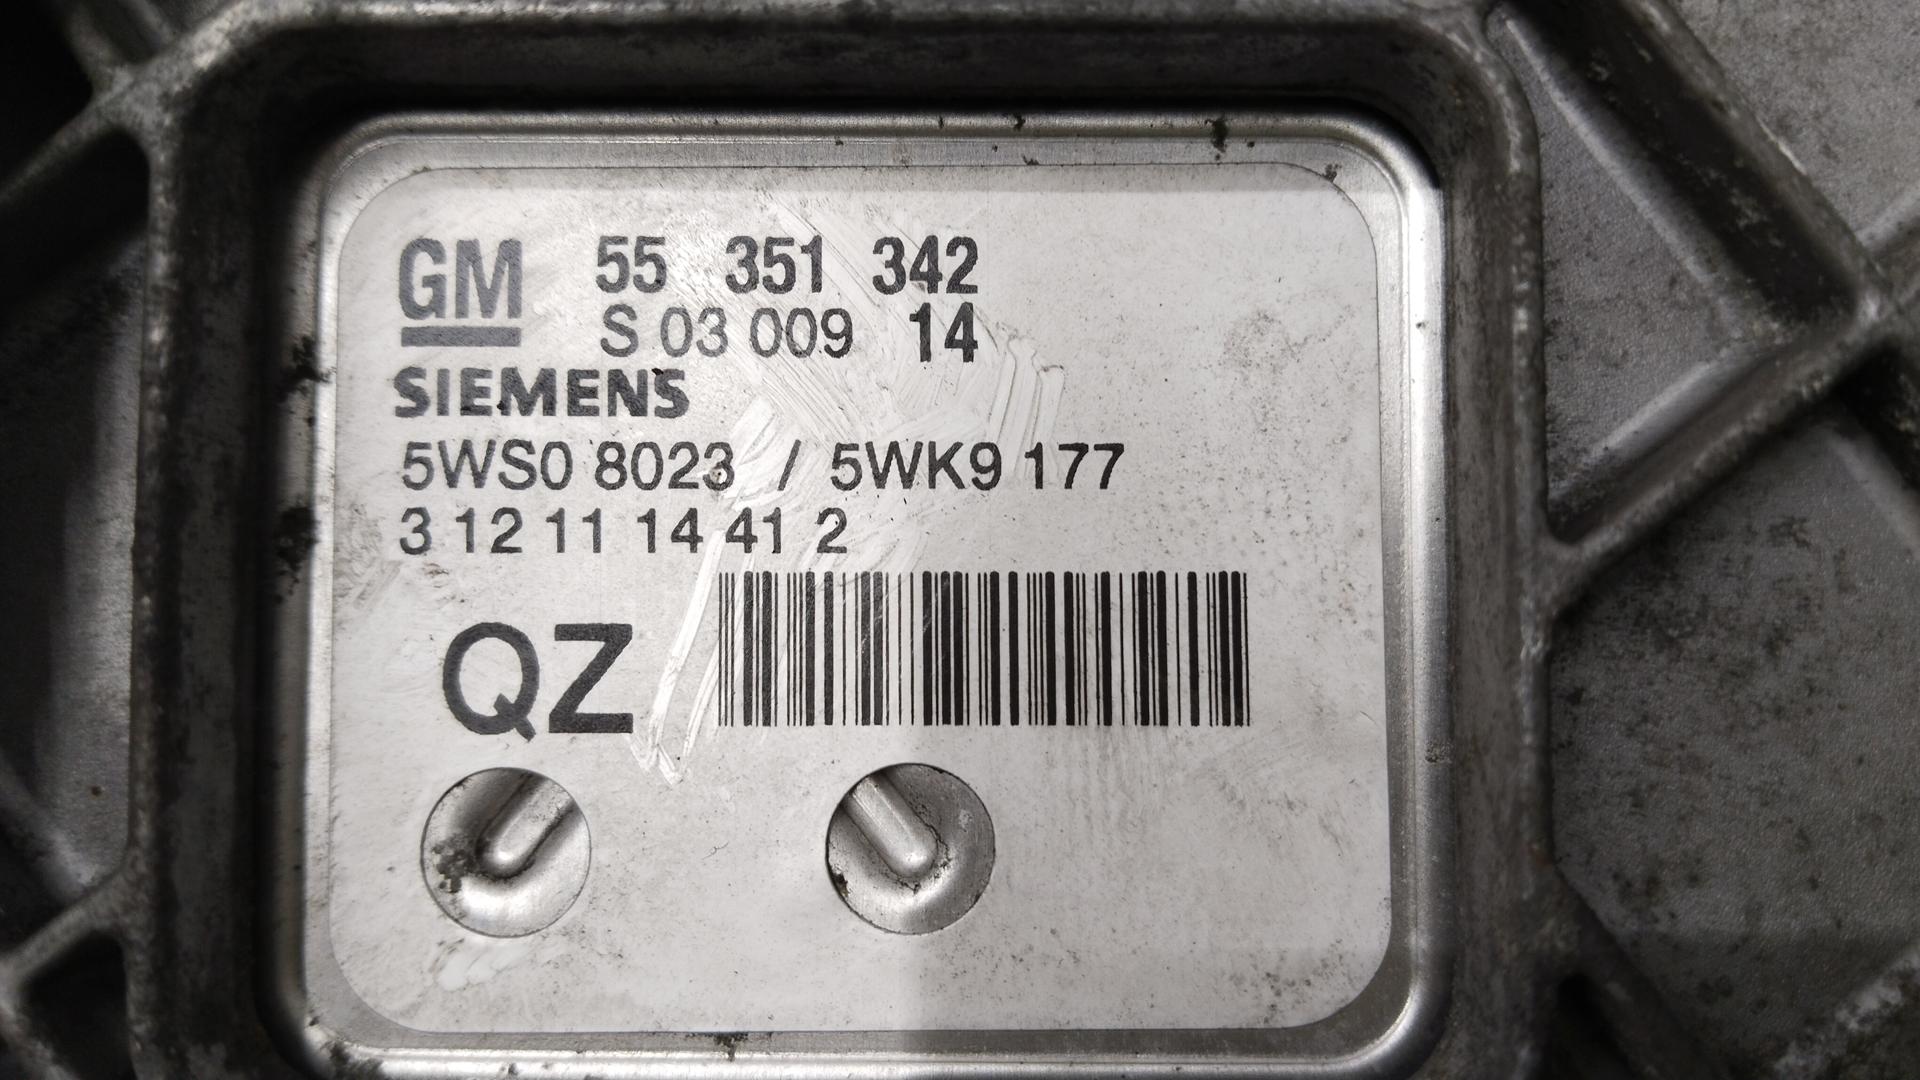 GM 55 351 342
S 03 009 14
SIEMENS
5WS0 8023 / 5WK9 177
3 12 11 14 41 2
QZ